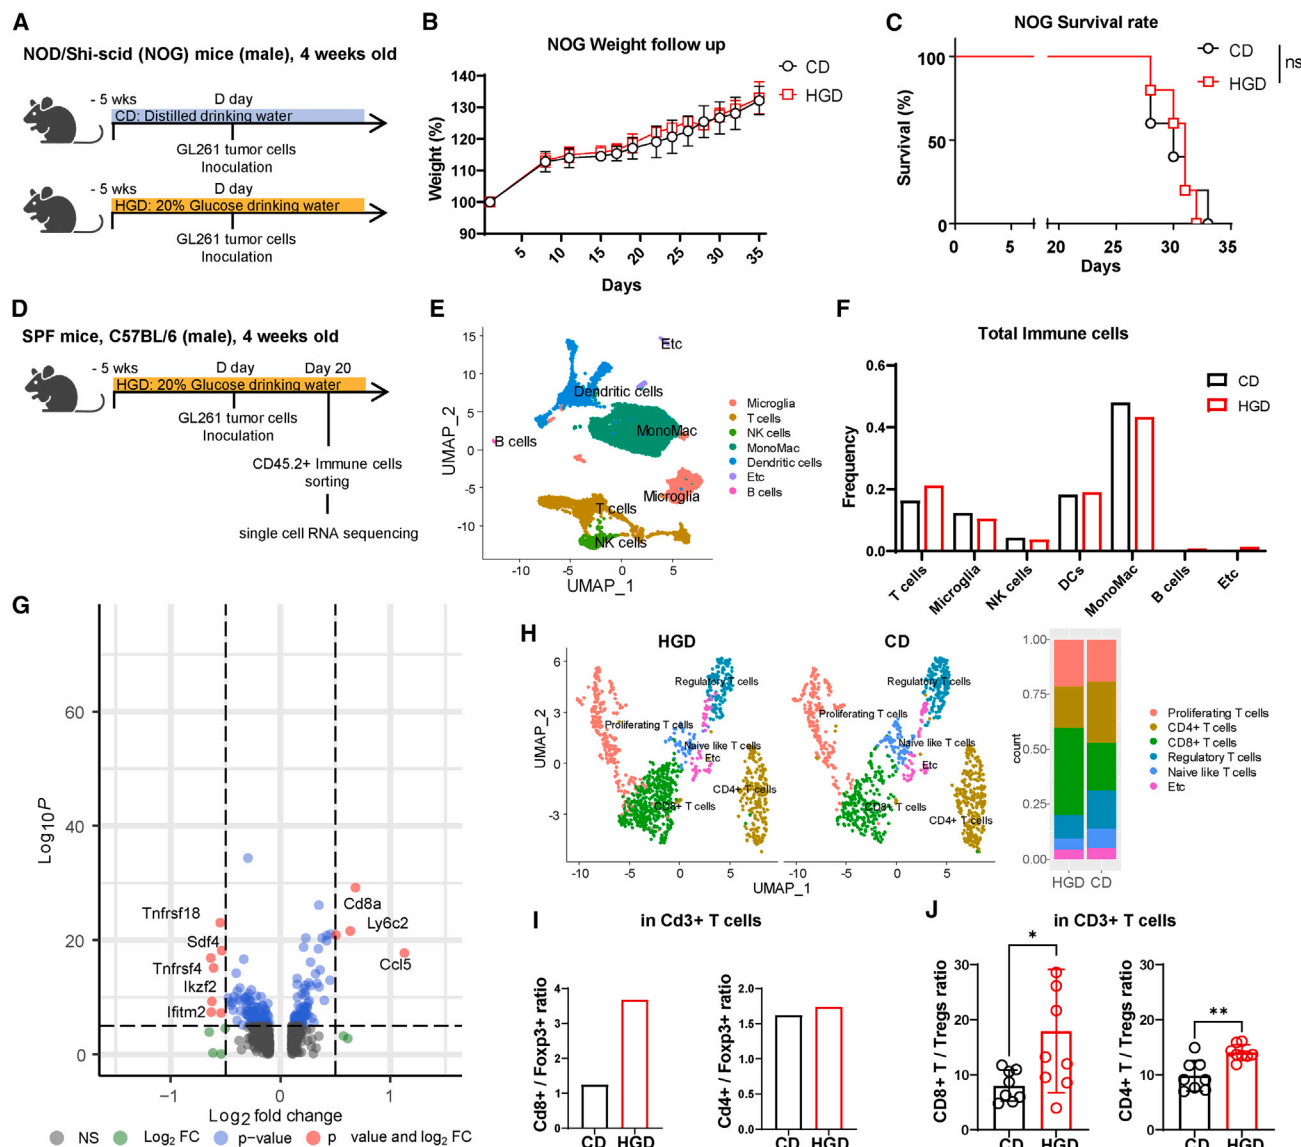 A
NOD/Shi-scid (NOG) mice (male), 4 weeks old
- 5 wks
D day
CD: Distilled drinking water
GL261 tumor cells
Inoculation
- 5 wks
D day
HGD: 20% Glucose drinking water
GL261 tumor cells
Inoculation
B
NOG Weight follow up
CD
HGD
Weight (%)
140
130
120
110
100
90
5
10
15
20
25
30
35
Days
C
NOG Survival rate
CD
HGD
ns
Survival (%)
100
50
0
0
5
20
25
30
35
Days
D
SPF mice, C57BL/6 (male), 4 weeks old
- 5 wks
D day
Day 20
HGD: 20% Glucose drinking water
GL261 tumor cells
Inoculation
CD45.2+ Immune cells
sorting
single cell RNA sequencing
E
UMAP_2
15
10
5
0
-5
-10
-10
-5
0
5
UMAP_1
Etc
Dendritic cells
MonoMac
B cells
Microglia
T cells
NK cells
Microglia
T cells
NK cells
MonoMac
Dendritic cells
Etc
B cells
F
Total Immune cells
CD
HGD
Frequency
0.6
0.4
0.2
0.0
T cells
Microglia
NK cells
DCs
MonoMac
B cells
Etc
G
Log10P
60
40
20
0
−1
0
1
Log2 fold change
Tnfrsf18
Sdf4
Tnfrsf4
Ikzf2
Ifitm2
Cd8a
Ly6c2
Ccl5
NS
Log2 FC
p−value
p value and log2 FC
H
HGD
CD
UMAP_2
6
3
0
-3
Regulatory T cells
Proliferating T cells
Naive like T cells
Etc
CD4+ T cells
CD8+ T cells
Regulatory T cells
Proliferating T cells
Naive like T cells
Etc
CD8+ T cells
CD4+ T cells
-10
-5
0
5
-10
-5
0
5
UMAP_1
count
1.00
0.75
0.50
0.25
0.00
HGD
CD
Proliferating T cells
CD4+ T cells
CD8+ T cells
Regulatory T cells
Naive like T cells
Etc
I
in Cd3+ T cells
Cd8+ / Foxp3+ ratio
4
3
2
1
0
CD
HGD
Cd4+ / Foxp3+ ratio
2.0
1.5
1.0
0.5
0.0
CD
HGD
J
in CD3+ T cells
CD8+ T / Tregs ratio
30
20
10
0
*
CD
HGD
CD4+ T / Tregs ratio
30
20
10
0
**
CD
HGD